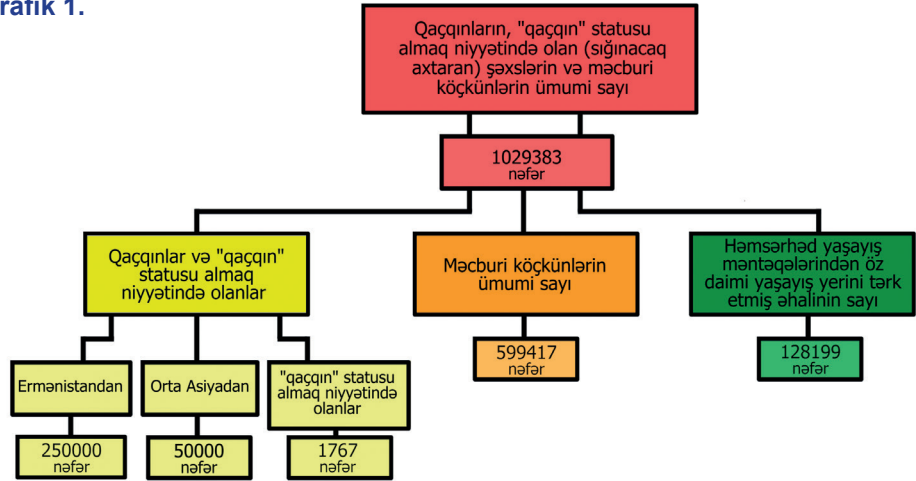 rafik 1.
Qaçqınların, "qaçqın" statusu
almaq niyyətində olan (sığınacaq
axtaran) şəxslərin və məcburi
köçkünlərin ümumi sayı
1029383
nəfər
Qaçqınlar və "qaçqın"
statusu almaq
niyyətində olanlar
Məcburi köçkünlərin
ümumi sayı
Həmsərhəd yaşayış
məntəqələrindən öz
daimi yaşayış yerini tərk
etmiş əhalinin sayı
599417
nəfər
128199
nəfər
Ermənistandan
Orta Asiyadan
"qaçqın" statusu
almaq niyyətində
olanlar
250000
nəfər
50000
nəfər
1767
nəfər